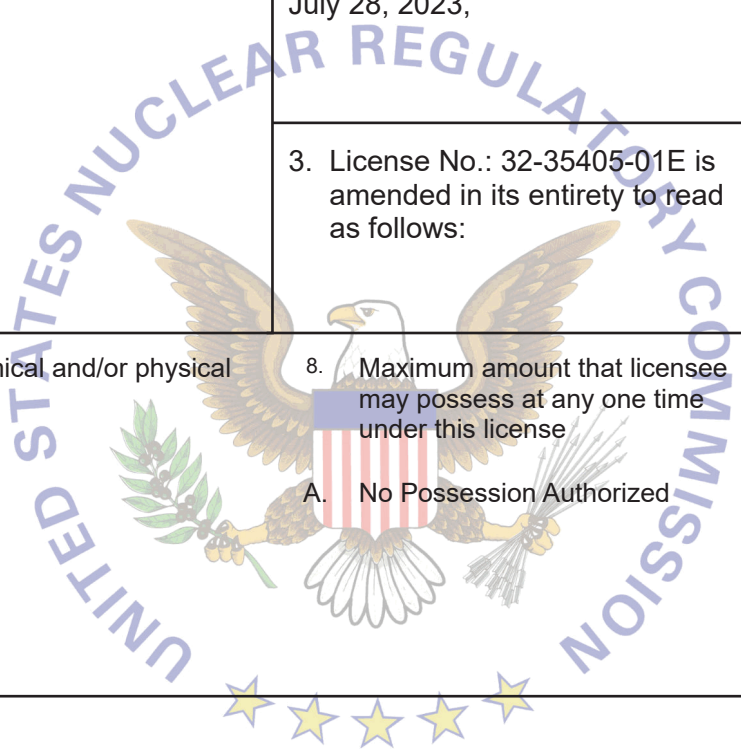 July 28, 2023,
3. License No.: 32-35405-01E is
amended in its entirety to read
as follows:
and/or physical
8. Maximum amount that licensee
may possess at any one time
under this license
A. No Possession Authorized
UNITED STATES NUCLEAR REGULATORY COMMISSION